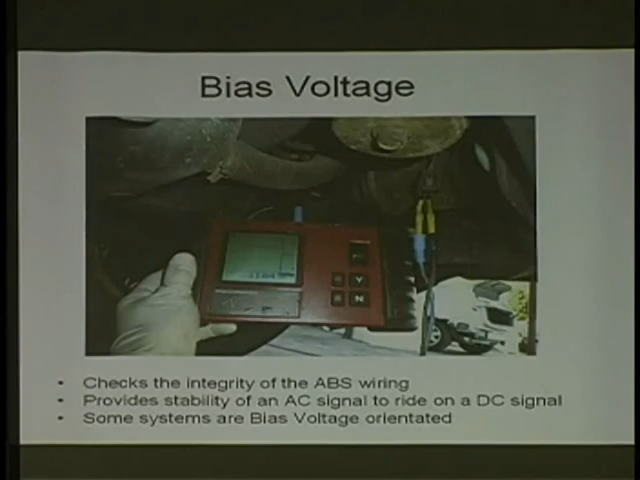 Bias Voltage
Y
N
Checks the integrity of the ABS wiring
Provides stability of an AC signal to ride on a DC signal
Some systems are Bias Voltage orientated